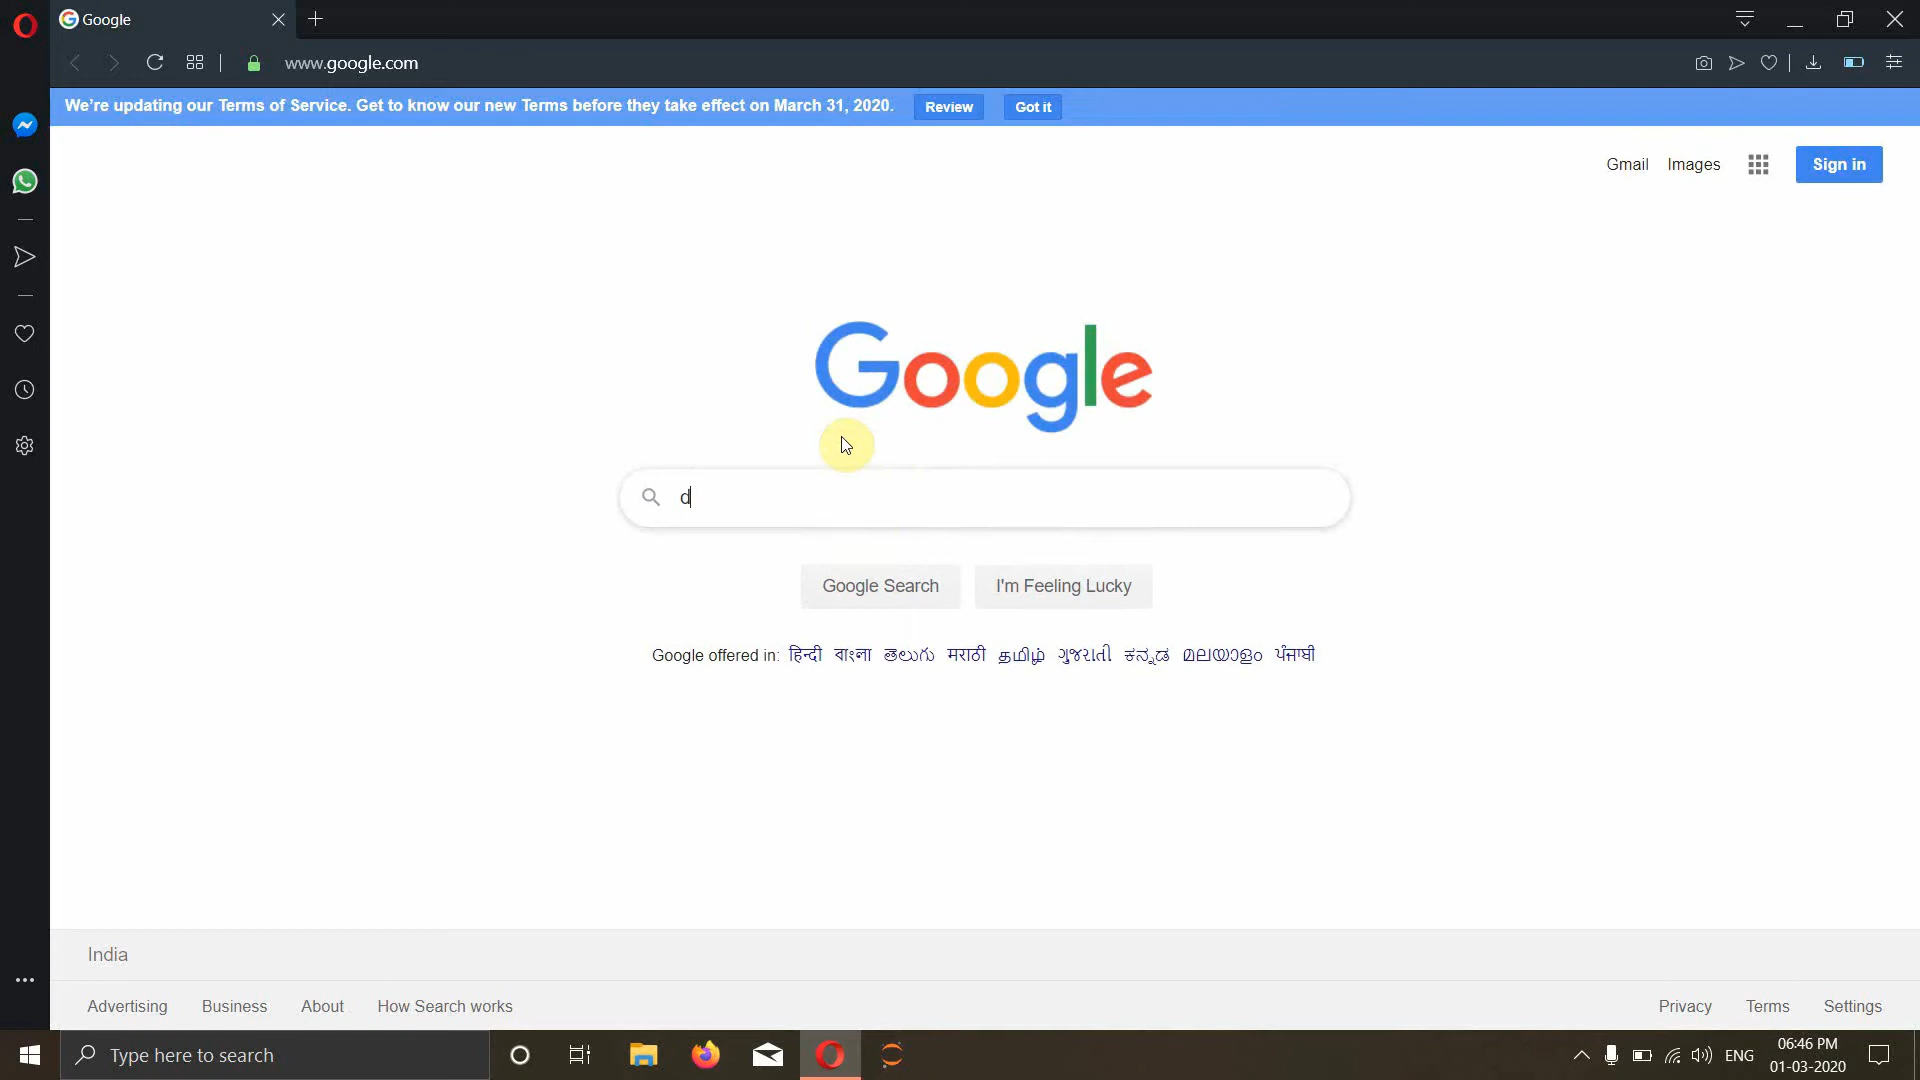 Google
www.google.com
We're updating our Terms of Service. Get to know our new Terms before they take effect on March 31, 2020. Review Got it
Gmail Images Sign in
Google
d
Google Search I'm Feeling Lucky
Google offered in: हिन्दी বাংলা తెలుగు मराठी தமிழ் ગુજરાતી ಕನ್ನಡ മലയാളം ਪੰਜਾਬੀ
India
Advertising Business About How Search works Privacy Terms Settings
Type here to search ENG 06:46 PM
01-03-2020